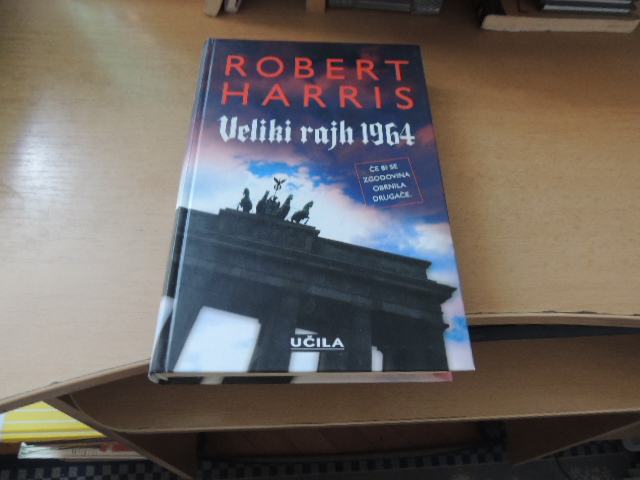 ROBERT
HARRIS
Veliki rajh 1964
ČE BI SE
ZGODOVINA
OBRNILA
DRUGAČE.
UČILA